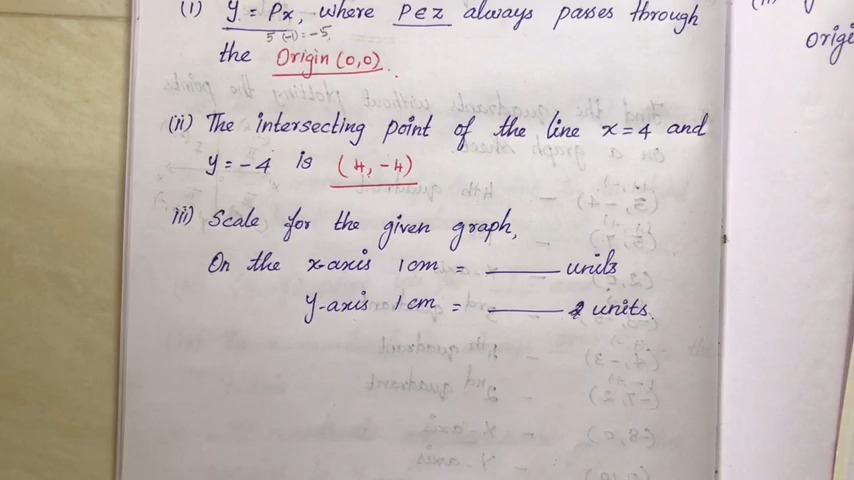 (i) y = Px, where P∈Z always passes through
5(-1)=-5
the Origin (0,0).
(ii) The intersecting point of the line x=4 and
y=-4 is (4,-4)
iii) Scale for the given graph,
On the x-axis 1cm = ______ units
y-axis 1cm = ______ units.
origi